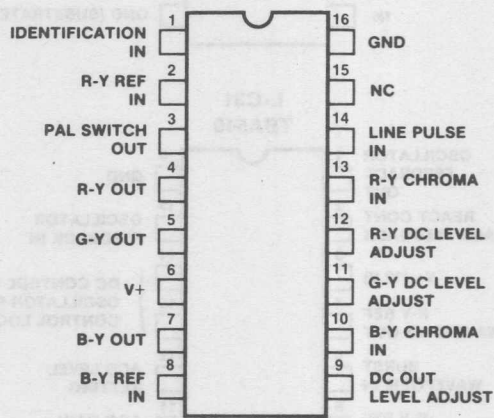 1
IDENTIFICATION
IN
2
R-Y REF
IN
3
PAL SWITCH
OUT
4
R-Y OUT
5
G-Y OUT
6
V+
7
B-Y OUT
8
B-Y REF
IN
16
GND
15
NC
14
LINE PULSE
IN
13
R-Y CHROMA
IN
12
R-Y DC LEVEL
ADJUST
11
G-Y DC LEVEL
ADJUST
10
B-Y CHROMA
IN
9
DC OUT
LEVEL ADJUST